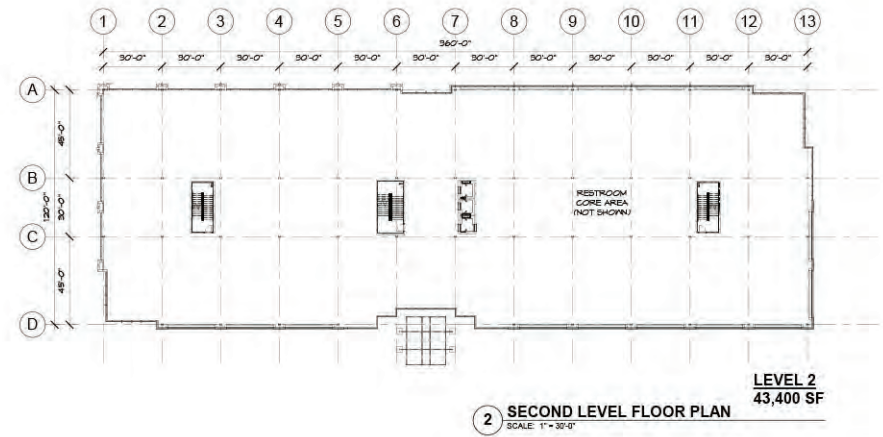 1 2 3 4 5 6 7 8 9 10 11 12 13
360'-0"
30'-0" 30'-0" 30'-0" 30'-0" 30'-0" 30'-0" 30'-0" 30'-0" 30'-0" 30'-0" 30'-0" 30'-0"
A
45'-0"
B
120'-0"
30'-0"
RESTROOM
CORE AREA
(NOT SHOWN)
C
45'-0"
D
LEVEL 2
43,400 SF
2 SECOND LEVEL FLOOR PLAN
SCALE: 1" = 30'-0"